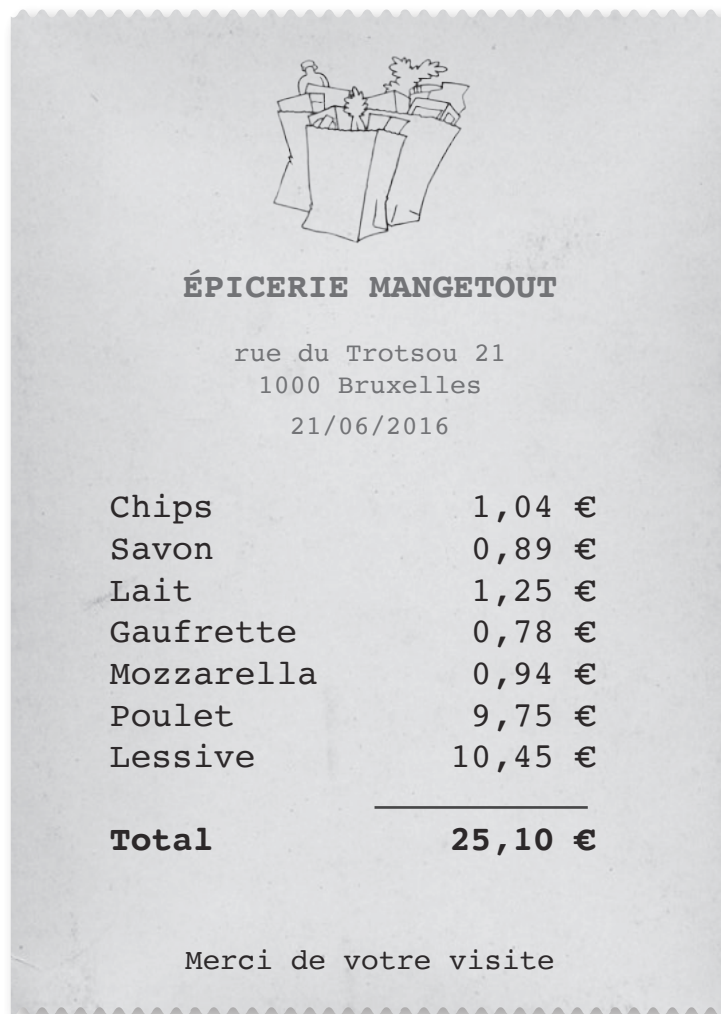 ÉPICERIE MANGETOUT
rue du Trotsou 21
1000 Bruxelles
21/06/2016
Chips 1,04 €
Savon 0,89 €
Lait 1,25 €
Gaufrette 0,78 €
Mozzarella 0,94 €
Poulet 9,75 €
Lessive 10,45 €
Total 25,10 €
Merci de votre visite